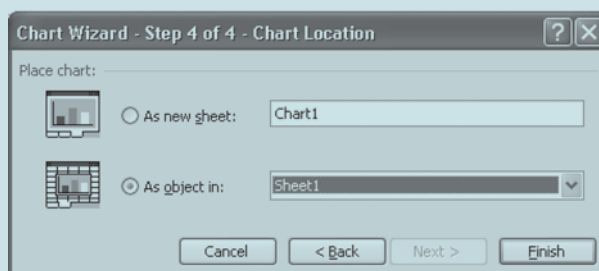 Chart Wizard - Step 4 of 4 - Chart Location
Place chart:
As new sheet: Chart1
As object in: Sheet1
Cancel < Back Next > Finish